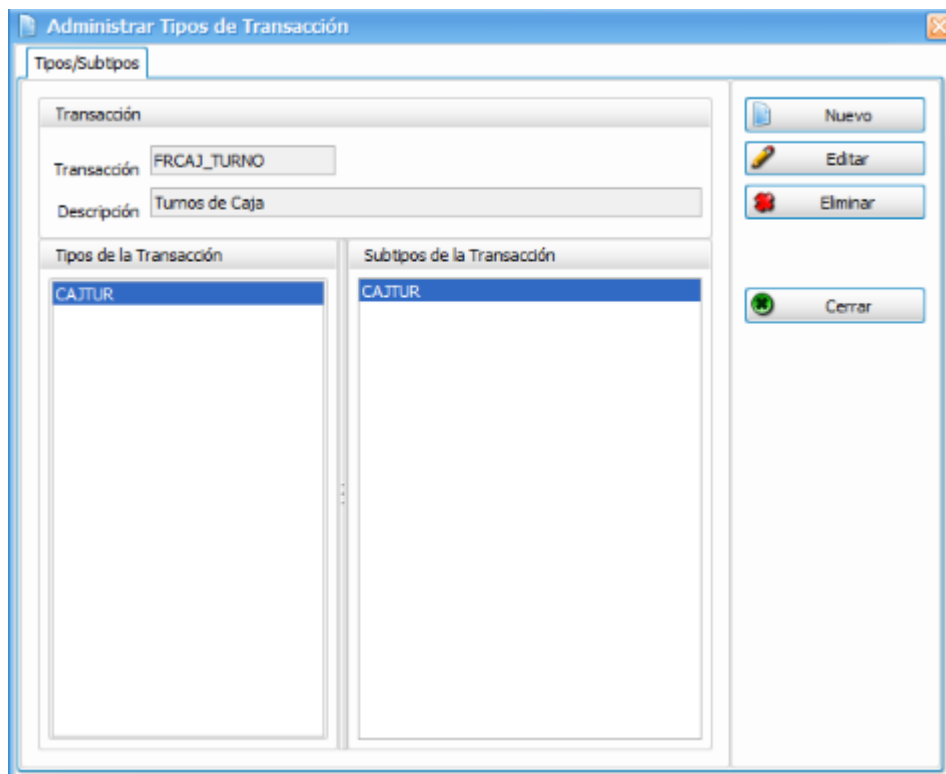 Administrar Tipos de Transacción
Tipos/Subtipos
Transacción
Transacción FRCAJ_TURNO
Descripción Turnos de Caja
Tipos de la Transacción
CAJTUR
Subtipos de la Transacción
CAJTUR
Nuevo
Editar
Eliminar
Cerrar